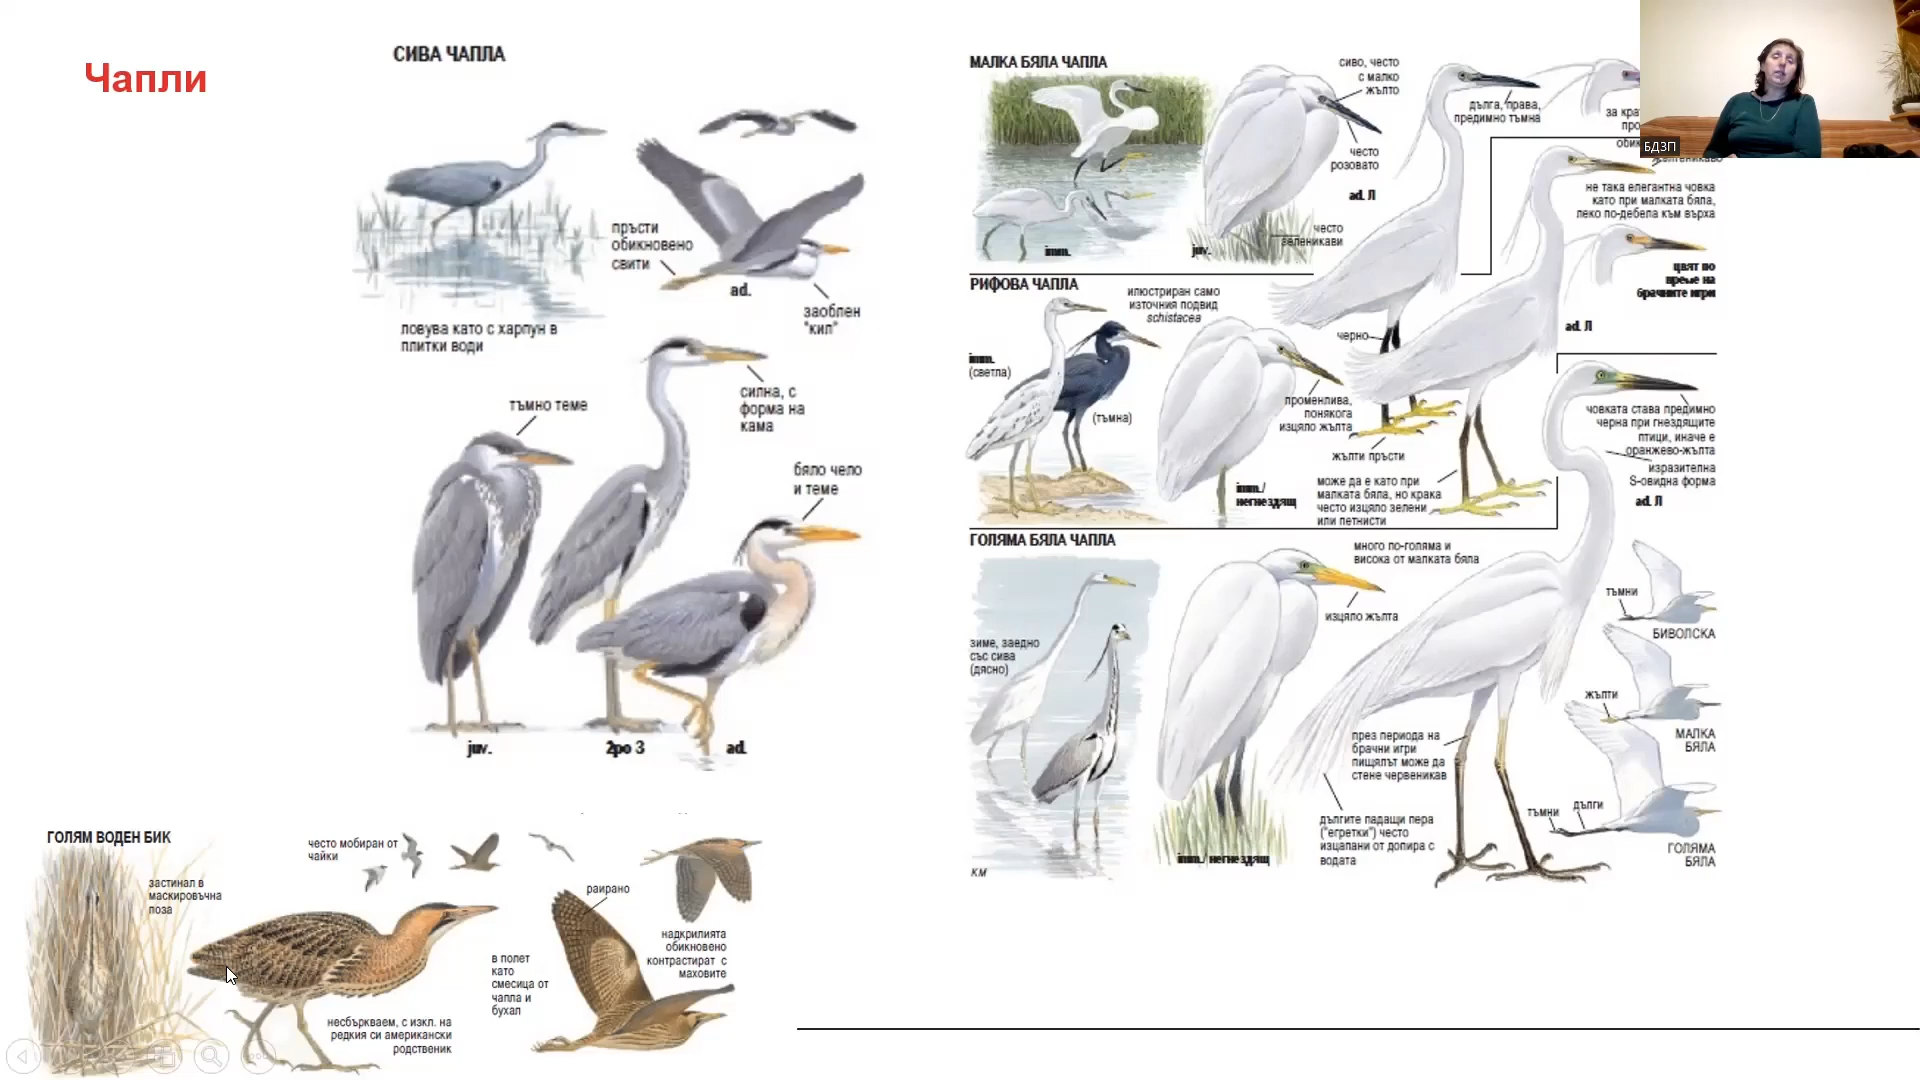 Чапли
СИВА ЧАПЛА
пръсти
обикновено
свити
ad.
заоблен
"кил"
ловува като с харпун в
плитки води
силна, с
форма на
кама
тъмно теме
бяло чело
и теме
juv.
2ро 3
ad.
ГОЛЯМ ВОДЕН БИК
застинал в
маскировъчна
поза
често мобиран от
чайки
раирано
надкрилията
обикновено
контрастират с
маховите
в полет
като
смесица от
чапла и
бухал
несбъркваем, с изкл. на
редкия си американски
родственик
МАЛКА БЯЛА ЧАПЛА
сиво, често
с малко
жълто
често
розовато
ad. Л
често
зеленикави
imm.
juv.
дълга, права,
предимно тъмна
за
не така елегантна човка
като при малката бяла,
леко по-дебела към върха
цвят по
време на
брачните игри
ad. Л
черно
жълти пръсти
РИФОВА ЧАПЛА
илюстриран само
източния подвид
schistacea
imm.
(светла)
(тъмна)
променлива,
понякога
изцяло жълта
imm./
негнездящ
може да е като при
малката бяла, но крака
често изцяло зелени
или петнисти
човката става предимно
черна при гнездящите
птици, иначе е
оранжево-жълта
изразителна
S-овидна форма
ad. Л
ГОЛЯМА БЯЛА ЧАПЛА
много по-голяма и
висока от малката бяла
изцяло жълта
зиме, заедно
със сива
(дясно)
imm./ негнездящ
през периода на
брачни игри
пищялът може да
стене червеникав
дългите падащи пера
("егретки") често
изцапани от допира с
водата
тъмни
БИВОЛСКА
жълти
МАЛКА
БЯЛА
тъмни
дълги
ГОЛЯМА
БЯЛА
КМ
БДЗП